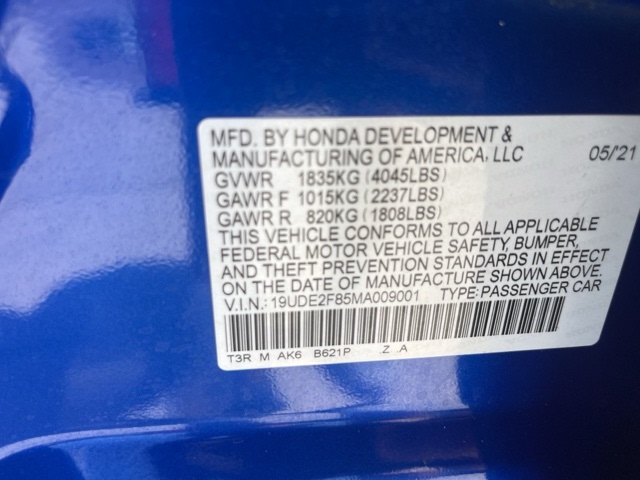 MFD. BY HONDA DEVELOPMENT &
MANUFACTURING OF AMERICA, LLC 05/21
GVWR 1835KG (4045LBS)
GAWR F 1015KG (2237LBS)
GAWR R 820KG (1808LBS)
THIS VEHICLE CONFORMS TO ALL APPLICABLE
FEDERAL MOTOR VEHICLE SAFETY, BUMPER,
AND THEFT PREVENTION STANDARDS IN EFFECT
ON THE DATE OF MANUFACTURE SHOWN ABOVE.
V.I.N.: 19UDE2F85MA009001 TYPE: PASSENGER CAR
T3R M AK6 B621P .Z A